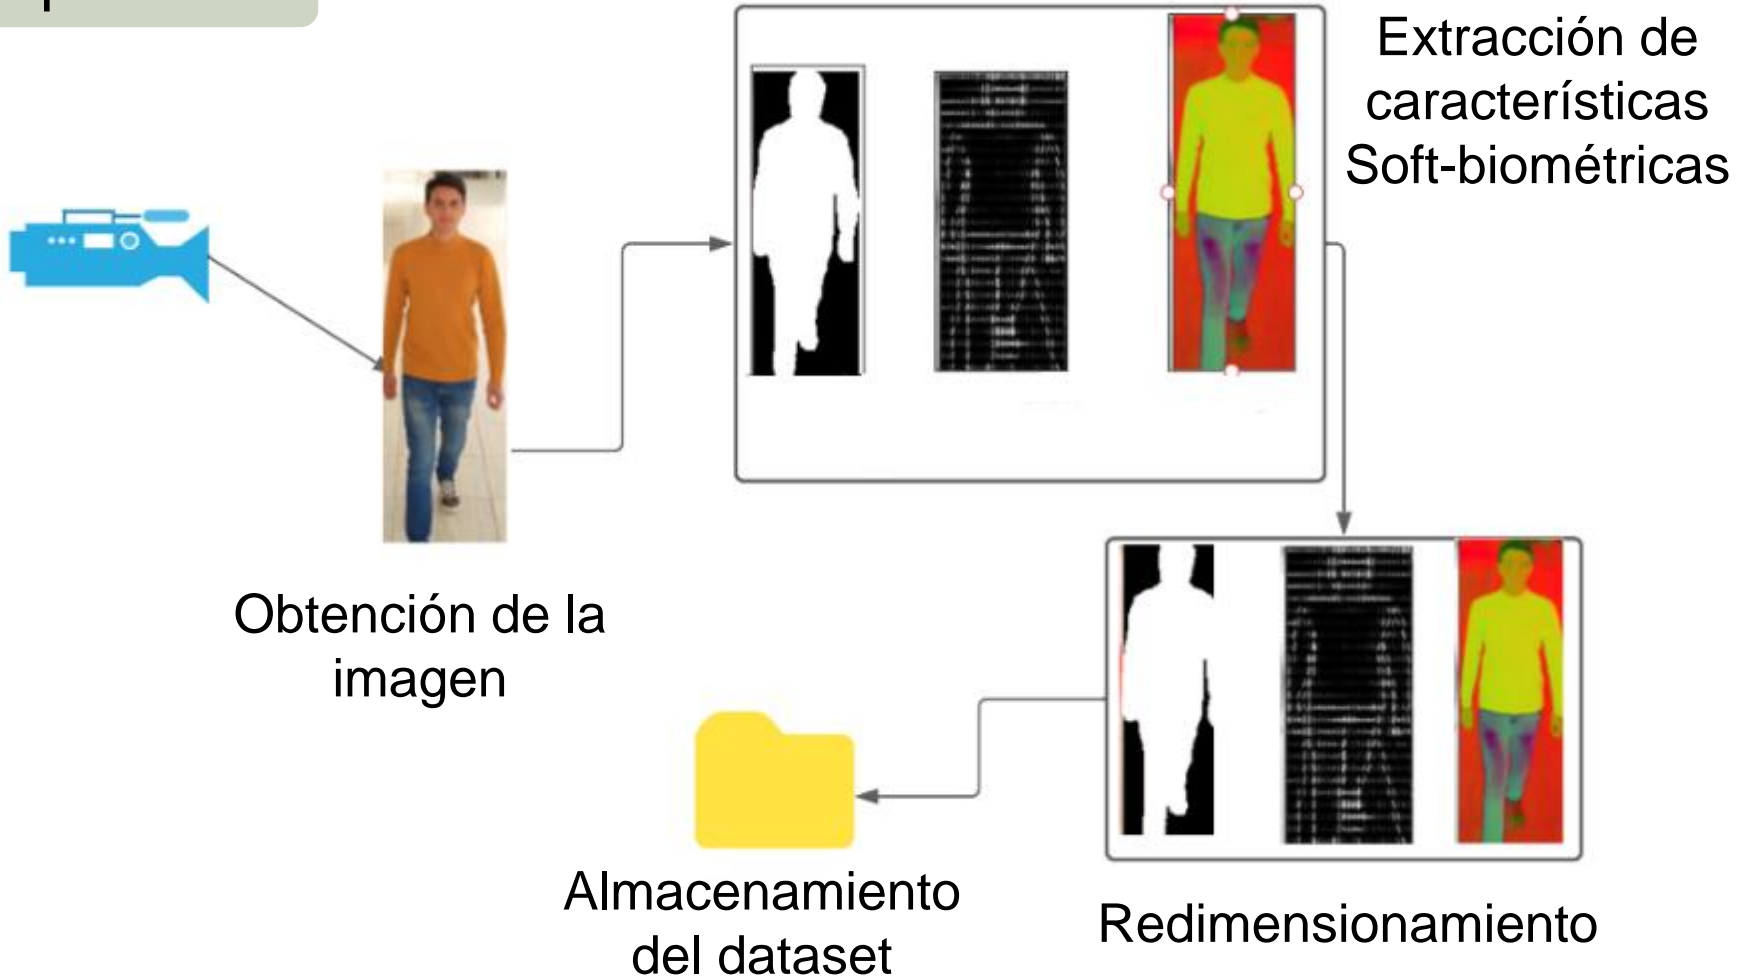 Extracción de
características
Soft-biométricas
Obtención de la
imagen
Almacenamiento
del dataset
Redimensionamiento